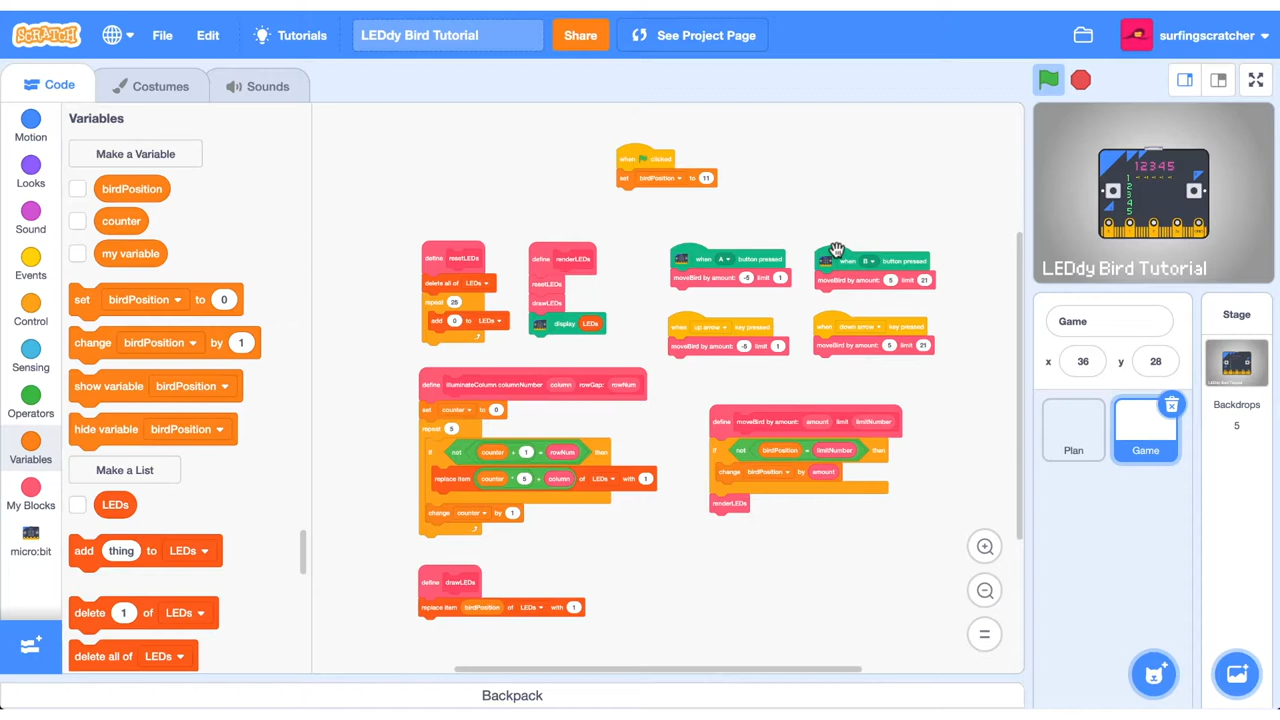 SCRATCH
File
Edit
Tutorials
LEDdy Bird Tutorial
Share
See Project Page
surfingscratcher
Code
Costumes
Sounds
Motion
Looks
Sound
Events
Control
Sensing
Operators
Variables
My Blocks
micro:bit
Variables
Make a Variable
birdPosition
counter
my variable
set birdPosition to 0
change birdPosition by 1
show variable birdPosition
hide variable birdPosition
Make a List
LEDs
add thing to LEDs
delete 1 of LEDs
delete all of LEDs
when clicked
set birdPosition to 11
define resetLEDs
delete all of LEDs
repeat 25
add 0 to LEDs
define renderLEDs
resetLEDs
drawLEDs
display LEDs
when A button pressed
moveBird by amount: -5 limit 1
when B button pressed
moveBird by amount: 5 limit 21
when up arrow key pressed
moveBird by amount: -5 limit 1
when down arrow key pressed
moveBird by amount: 5 limit 21
define illuminateColumn columnNumber column rowGap: rowNum
set counter to 0
repeat 5
if not counter + 1 = rowNum then
replace item counter * 5 + column of LEDs with 1
change counter by 1
define moveBird by amount: amount limit limitNumber
if not birdPosition = limitNumber then
change birdPosition by amount
renderLEDs
define drawLEDs
replace item birdPosition of LEDs with 1
12345
1
2
3
4
5
LEDdy Bird Tutorial
Game
x 36 y 28
Plan
Game
Stage
Backdrops
5
Backpack